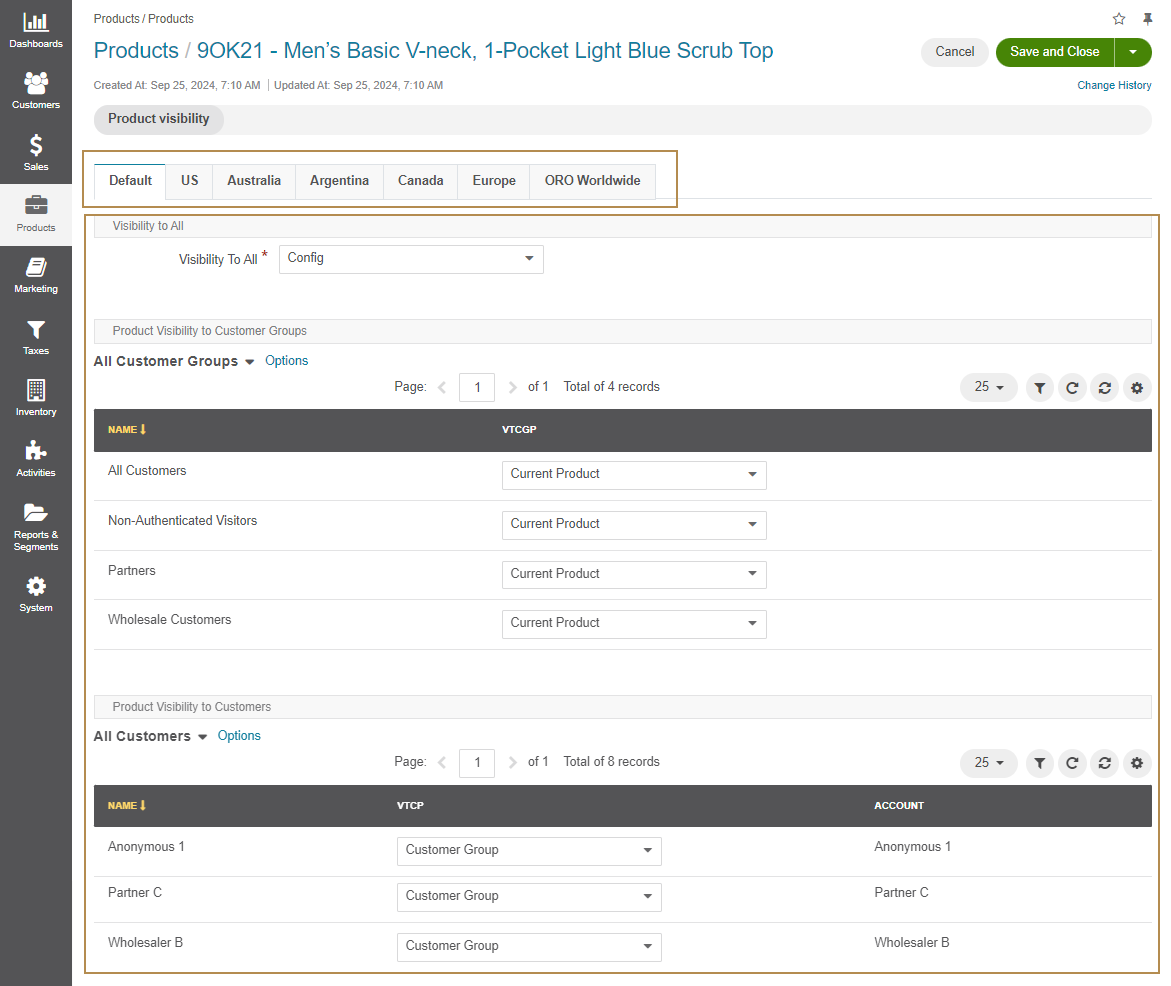 Dashboards
Customers
Sales
Products
Marketing
Taxes
Inventory
Activities
Reports &
Segments
System
Products / Products
Products / 9OK21 - Men’s Basic V-neck, 1-Pocket Light Blue Scrub Top
Cancel
Save and Close
Created At: Sep 25, 2024, 7:10 AM | Updated At: Sep 25, 2024, 7:10 AM
Change History
Product visibility
Default US Australia Argentina Canada Europe ORO Worldwide
Visibility to All
Visibility To All * Config
Product Visibility to Customer Groups
All Customer Groups Options
Page: 1 of 1 Total of 4 records 25
NAME VTCGP
All Customers Current Product
Non-Authenticated Visitors Current Product
Partners Current Product
Wholesale Customers Current Product
Product Visibility to Customers
All Customers Options
Page: 1 of 1 Total of 8 records 25
NAME VTCP ACCOUNT
Anonymous 1 Customer Group Anonymous 1
Partner C Customer Group Partner C
Wholesaler B Customer Group Wholesaler B